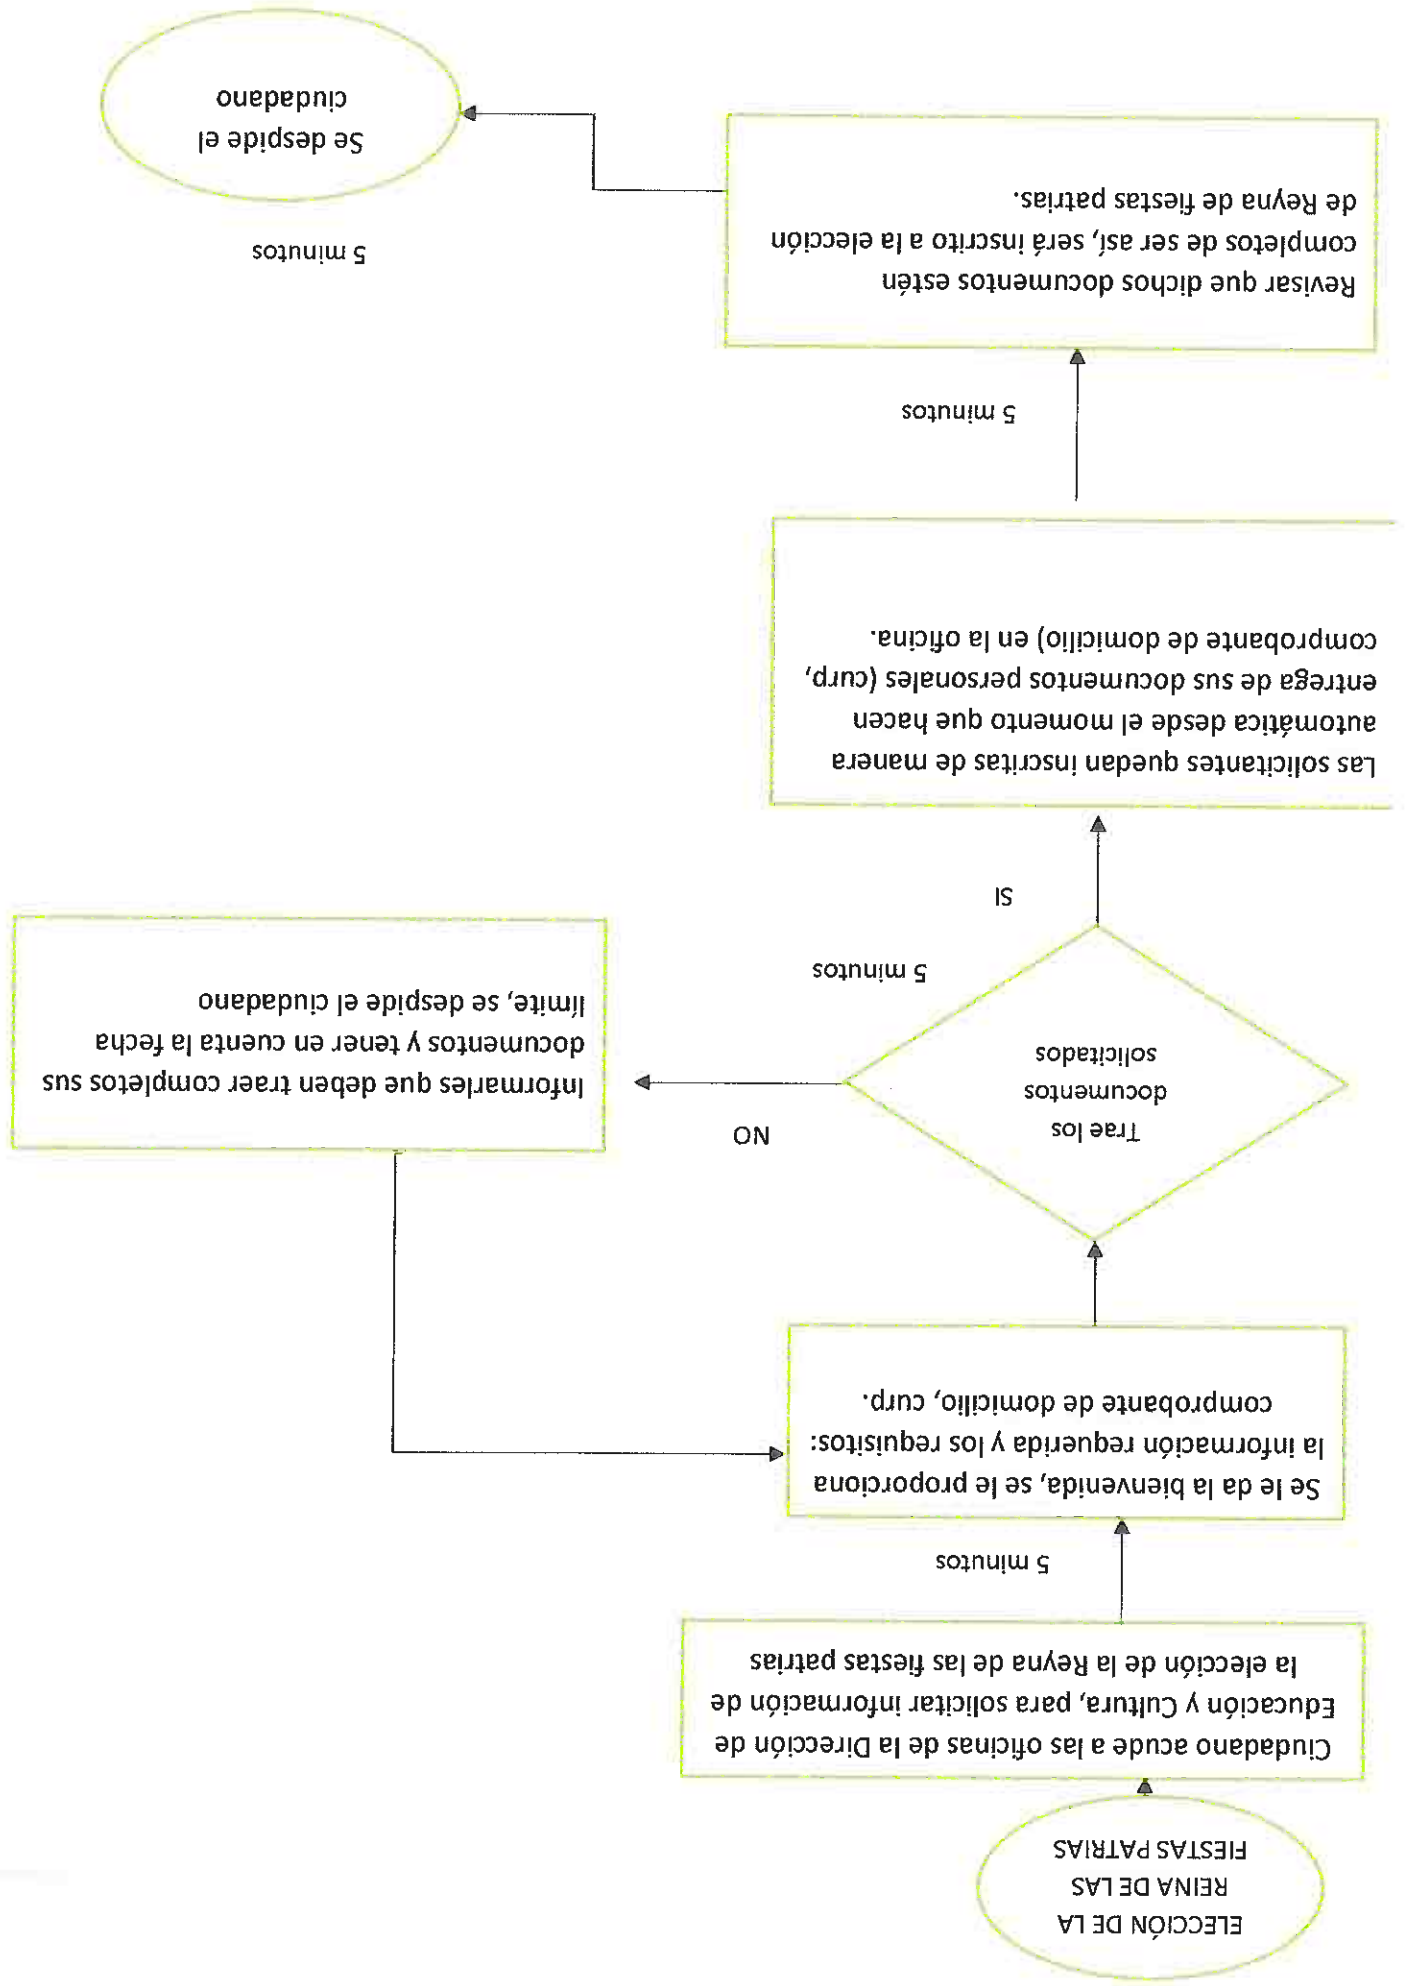 ELECCIÓN DE LA
REINA DE LAS
FIESTAS PATRIAS
Ciudadano acude a las oficinas de la Dirección de
Educación y Cultura, para solicitar información de
la elección de la Reyna de las fiestas patrias
5 minutos
Se le da la bienvenida, se le proporciona
la información requerida y los requisitos:
comprobante de domicilio, curp.
Trae los
documentos
solicitados
NO
Informarles que deben traer completos sus
documentos y tener en cuenta la fecha
límite, se despide el ciudadano
5 minutos
SI
Las solicitantes quedan inscritas de manera
automática desde el momento que hacen
entrega de sus documentos personales (curp,
comprobante de domicilio) en la oficina.
5 minutos
Revisar que dichos documentos estén
completos de ser así, será inscrito a la elección
de Reyna de fiestas patrias.
5 minutos
Se despide el
ciudadano